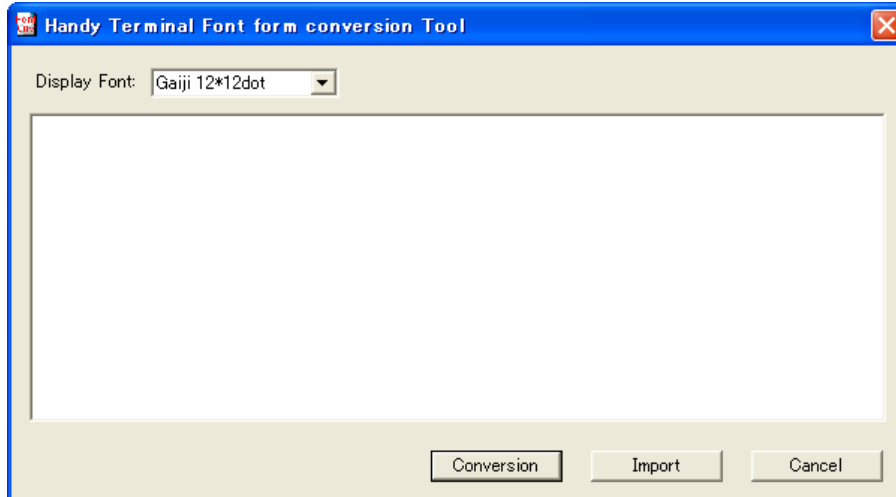 Handy Terminal Font form conversion Tool
Display Font: Gaiji 12*12dot
Conversion Import Cancel